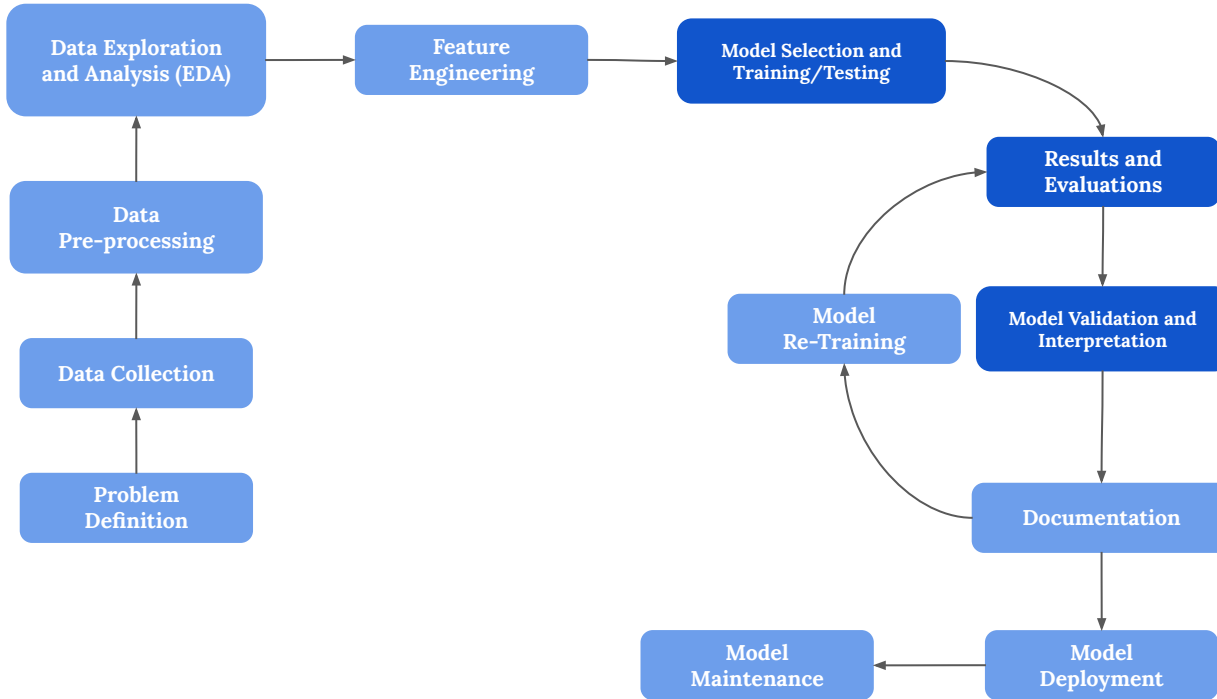 Data Exploration
and Analysis (EDA)
Feature
Engineering
Model Selection and
Training/Testing
Results and
Evaluations
Data
Pre-processing
Model
Re-Training
Model Validation and
Interpretation
Data Collection
Problem
Definition
Documentation
Model
Maintenance
Model
Deployment